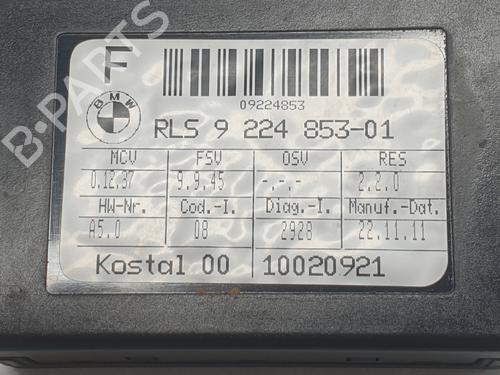 F
09224853
BMW
RLS 9 224 853-01
MCV FSV OSV RES
0.12.37 9.9.45 -.-.- 2.2.0
HW-Nr. Cod.-I. Diag.-I. Manuf.-Dat.
A5.0 08 2928 22.11.11
Kostal 00 10020921
B-PARTS